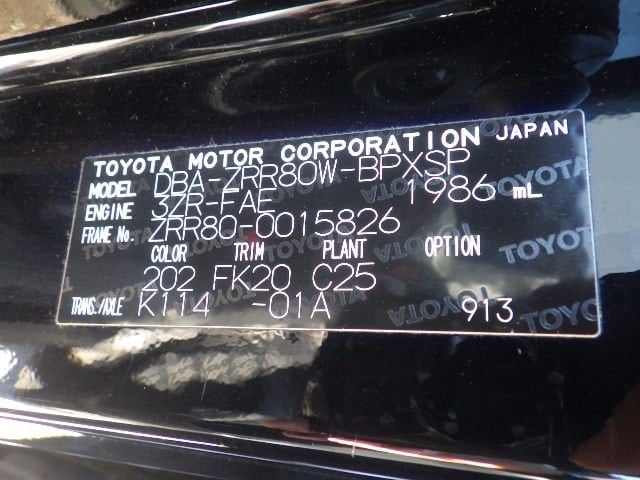 TOYOTA MOTOR CORPORATION JAPAN
MODEL DBA-ZRR80W-BPXSP
ENGINE 3ZR-FAE 1986 mL
FRAME No. ZRR80-0015826
COLOR TRIM PLANT OPTION
202 FK20 C25
TRANS./AXLE K114 -01A 913